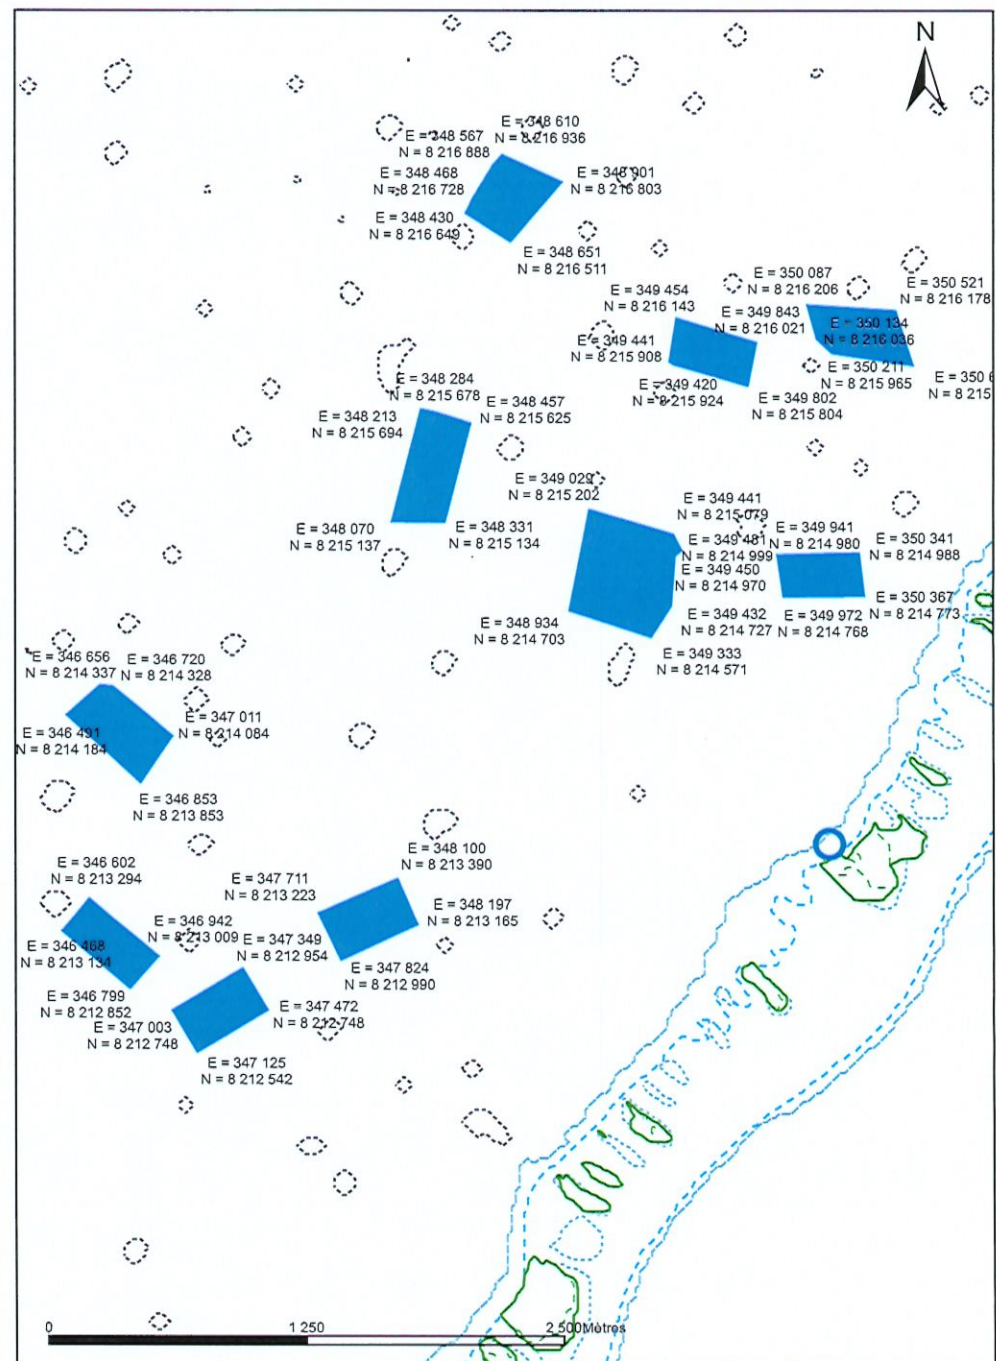 N
E = 348 610
N = 8 216 936
E = 348 567
N = 8 216 888
E = 348 468
N = 8 216 728
E = 348 901
N = 8 216 803
E = 348 430
N = 8 216 649
E = 348 651
N = 8 216 511
E = 350 087
N = 8 216 206
E = 350 521
N = 8 216 178
E = 349 454
N = 8 216 143
E = 349 843
N = 8 216 021
E = 350 134
N = 8 216 036
E = 349 441
N = 8 215 908
E = 350 211
N = 8 215 965
E = 350 6
N = 8 215
E = 349 420
N = 8 215 924
E = 349 802
N = 8 215 804
E = 348 284
N = 8 215 678
E = 348 457
N = 8 215 625
E = 348 213
N = 8 215 694
E = 349 029
N = 8 215 202
E = 349 441
N = 8 215 079
E = 348 070
N = 8 215 137
E = 348 331
N = 8 215 134
E = 349 481
N = 8 214 999
E = 349 941
N = 8 214 980
E = 350 341
N = 8 214 988
E = 349 450
N = 8 214 970
E = 350 367
N = 8 214 773
E = 348 934
N = 8 214 703
E = 349 432
N = 8 214 727
E = 349 972
N = 8 214 768
E = 349 333
N = 8 214 571
E = 346 656
N = 8 214 337
E = 346 720
N = 8 214 328
E = 347 011
N = 8 214 084
E = 346 491
N = 8 214 184
E = 346 853
N = 8 213 853
E = 346 602
N = 8 213 294
E = 347 711
N = 8 213 223
E = 348 100
N = 8 213 390
E = 346 942
N = 8 213 009
E = 347 349
N = 8 212 954
E = 348 197
N = 8 213 165
E = 346 468
N = 8 213 134
E = 347 824
N = 8 212 990
E = 346 799
N = 8 212 852
E = 347 003
N = 8 212 748
E = 347 472
N = 8 212 748
E = 347 125
N = 8 212 542
0 1 250 2 500Mètres